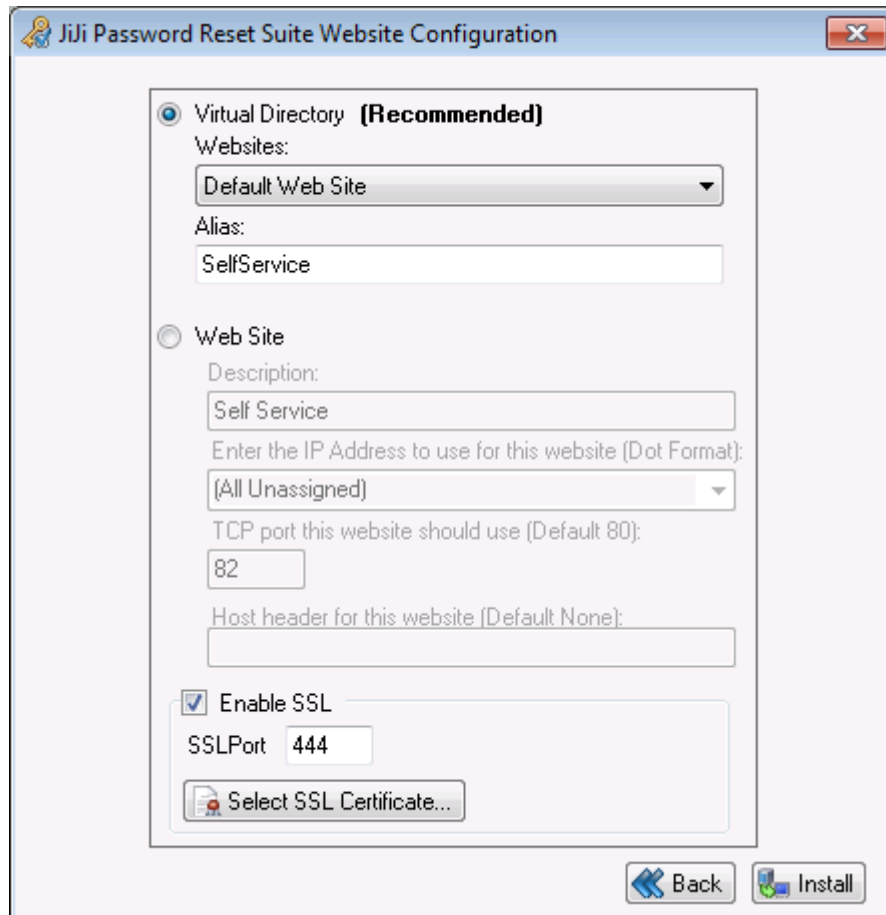 JiJi Password Reset Suite Website Configuration
Virtual Directory (Recommended)
Websites:
Default Web Site
Alias:
SelfService
Web Site
Description:
Self Service
Enter the IP Address to use for this website (Dot Format):
(All Unassigned)
TCP port this website should use (Default 80):
82
Host header for this website (Default None):
Enable SSL
SSLPort 444
Select SSL Certificate...
Back Install